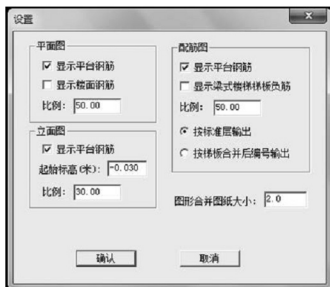 设置
平面图
显示平台钢筋
显示楼面钢筋
比例: 50.00
立面图
显示平台钢筋
起始标高(米): -0.030
比例: 30.00
配筋图
显示平台钢筋
显示梁式楼梯梯板负筋
比例: 50.00
按标准层输出
按梯板合并后编号输出
图形合并图纸大小: 2.0
确认
取消